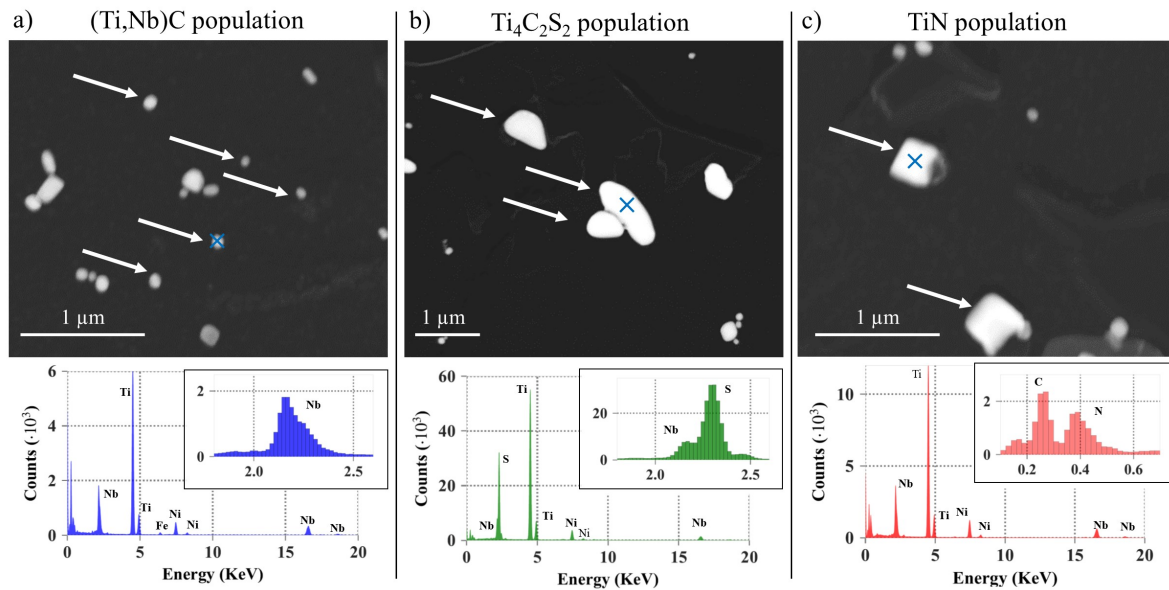 a) (Ti,Nb)C population
1 µm
6
4
2
0
0 5 10 15 20
Counts (·10³)
Energy (KeV)
Ti
Nb
Ti
Fe
Ni
Ni
Nb
Nb
2
0
2.0 2.5
Nb
b) Ti₄C₂S₂ population
1 µm
60
40
20
0
0 5 10 15 20
Counts (·10³)
Energy (KeV)
Ti
S
Nb
Ti
Ni
Ni
Nb
20
0
2.0 2.5
Nb
S
c) TiN population
1 µm
10
5
0
0 5 10 15 20
Counts (·10³)
Energy (KeV)
Ti
Nb
Ti
Ni
Ni
Nb
Nb
2
0
0.2 0.4 0.6
C
N